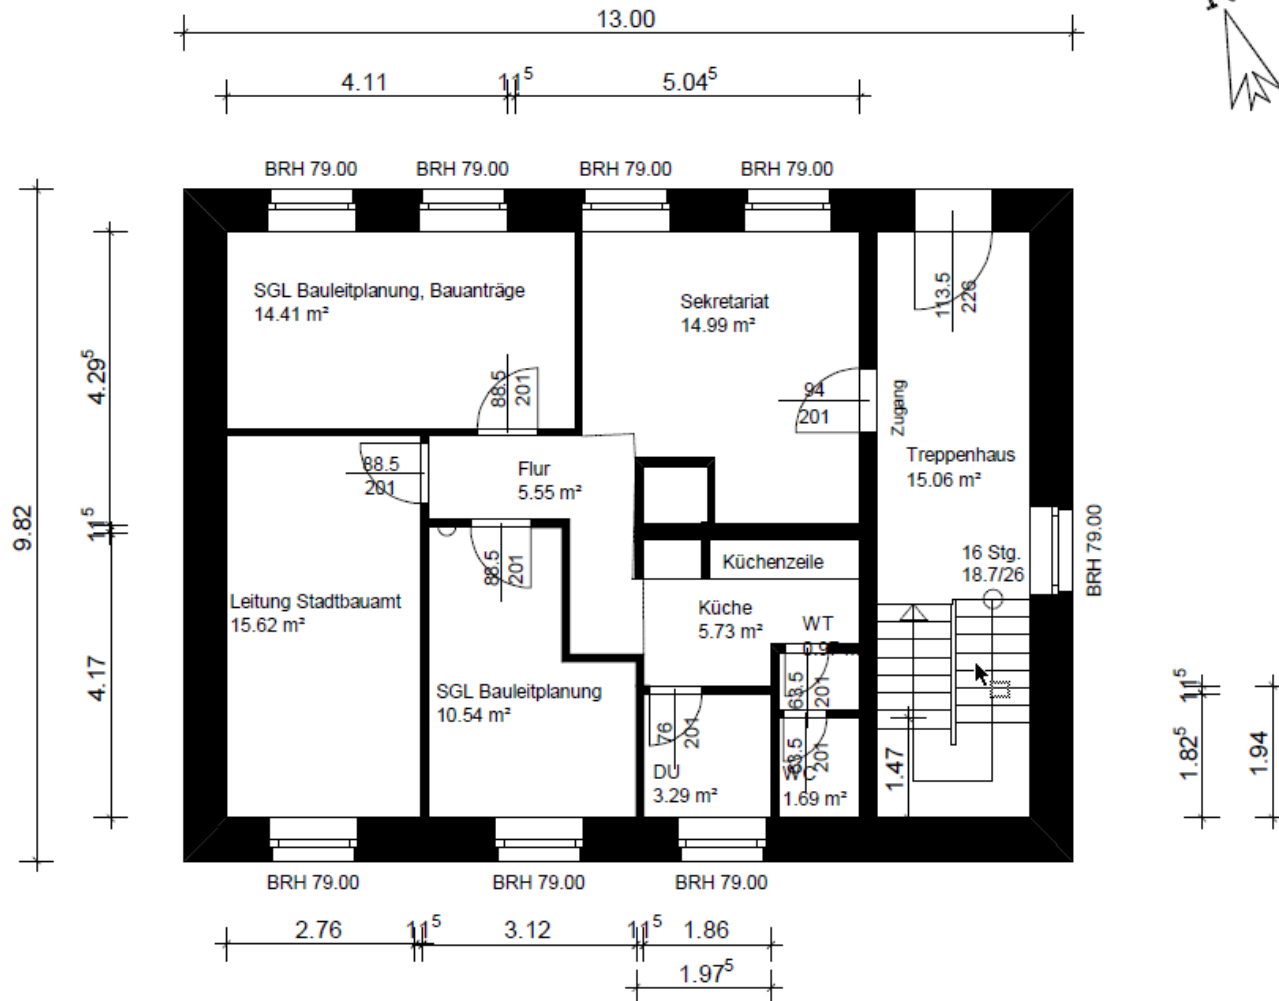 13.00
4.11
11⁵
5.04⁵
BRH 79.00
BRH 79.00
BRH 79.00
BRH 79.00
SGL Bauleitplanung, Bauanträge
14.41 m²
Sekretariat
14.99 m²
113.5
226
4.29⁵
88.5
201
94
201
Zugang
Treppenhaus
15.06 m²
88.5
201
Flur
5.55 m²
9.82
11⁵
88.5
201
Küchenzeile
16 Stg.
18.7/26
BRH 79.00
Leitung Stadtbauamt
15.62 m²
Küche
5.73 m²
WT
4.17
SGL Bauleitplanung
10.54 m²
63.5
201
76
201
63.5
201
DU
3.29 m²
WC
1.69 m²
1.47
11⁵
1.82⁵
1.94
BRH 79.00
BRH 79.00
BRH 79.00
2.76
11⁵
3.12
11⁵
1.86
1.97⁵